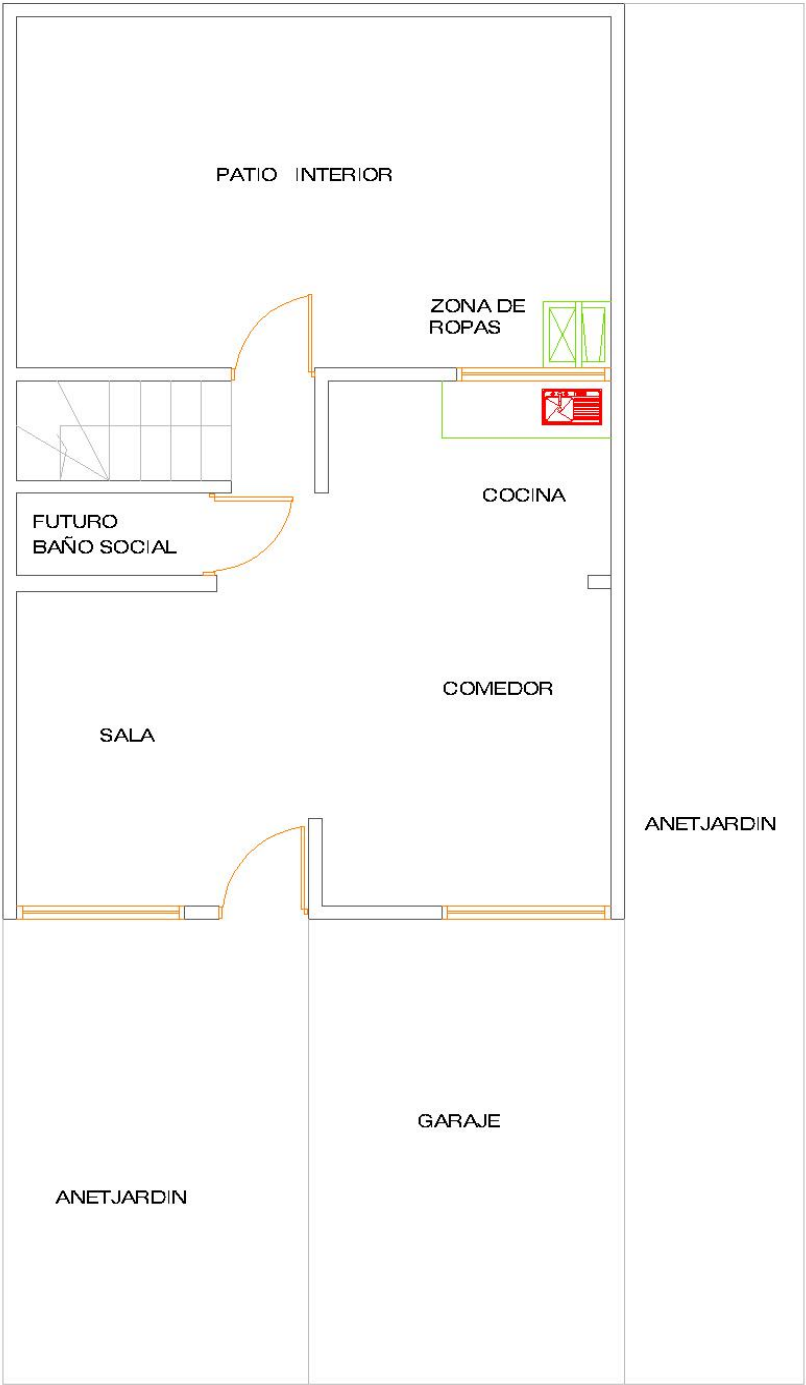 PATIO INTERIOR
ZONA DE
ROPAS
COCINA
FUTURO
BAÑO SOCIAL
COMEDOR
SALA
ANETJARDIN
GARAJE
ANETJARDIN